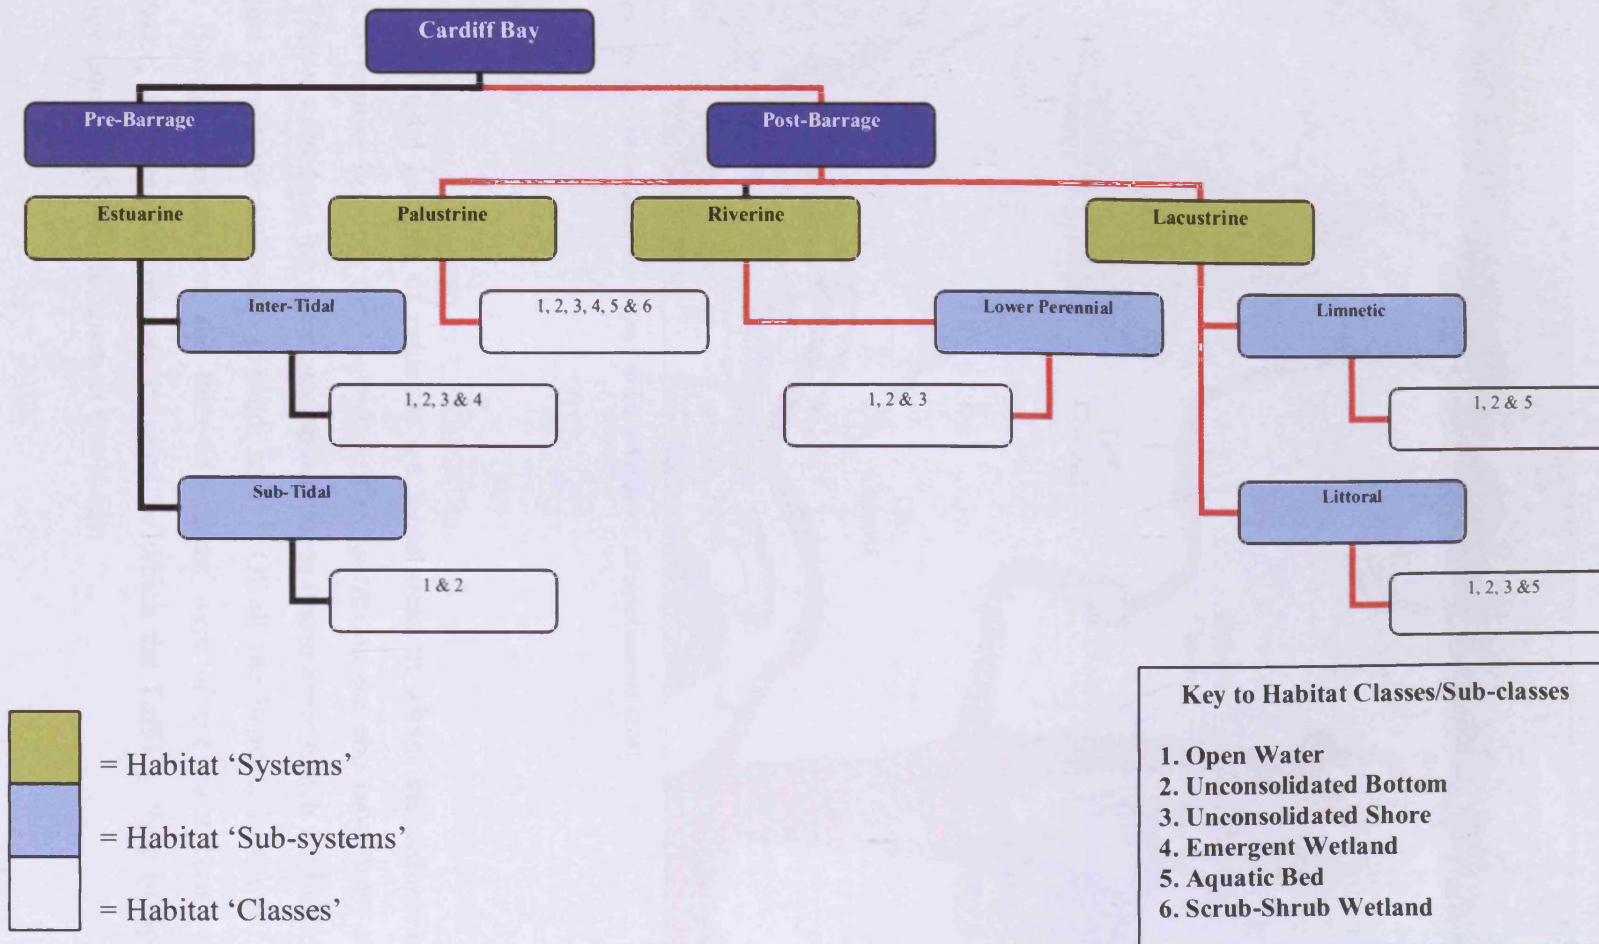 Cardiff Bay
Pre-Barrage
Post-Barrage
Estuarine
Palustrine
Riverine
Lacustrine
Inter-Tidal
1, 2, 3, 4, 5 & 6
Lower Perennial
Limnetic
1, 2, 3 & 4
1, 2 & 3
1, 2 & 5
Sub-Tidal
Littoral
1 & 2
1, 2, 3 &5
= Habitat ‘Systems’
= Habitat ‘Sub-systems’
= Habitat ‘Classes’
Key to Habitat Classes/Sub-classes
1. Open Water
2. Unconsolidated Bottom
3. Unconsolidated Shore
4. Emergent Wetland
5. Aquatic Bed
6. Scrub-Shrub Wetland